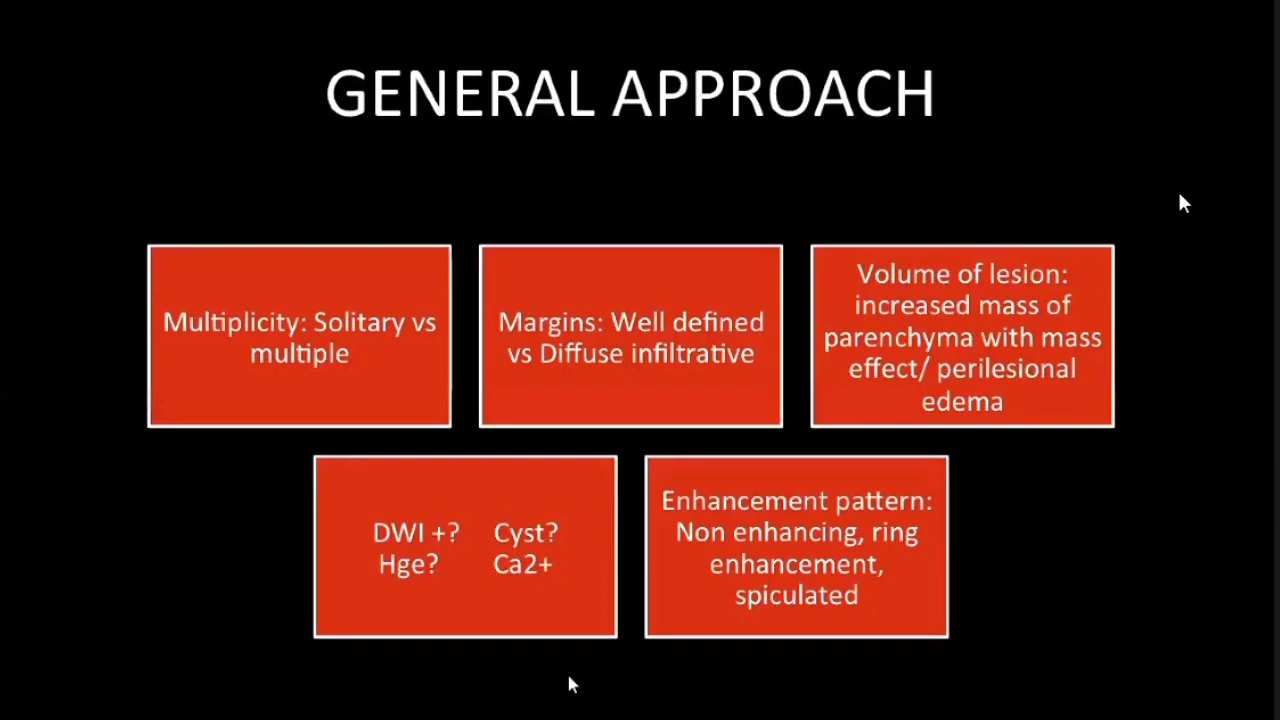 GENERAL APPROACH
Multiplicity: Solitary vs
multiple
Margins: Well defined
vs Diffuse infiltrative
Volume of lesion:
increased mass of
parenchyma with mass
effect/ perilesional
edema
DWI +? Cyst?
Hge? Ca2+
Enhancement pattern:
Non enhancing, ring
enhancement,
spiculated